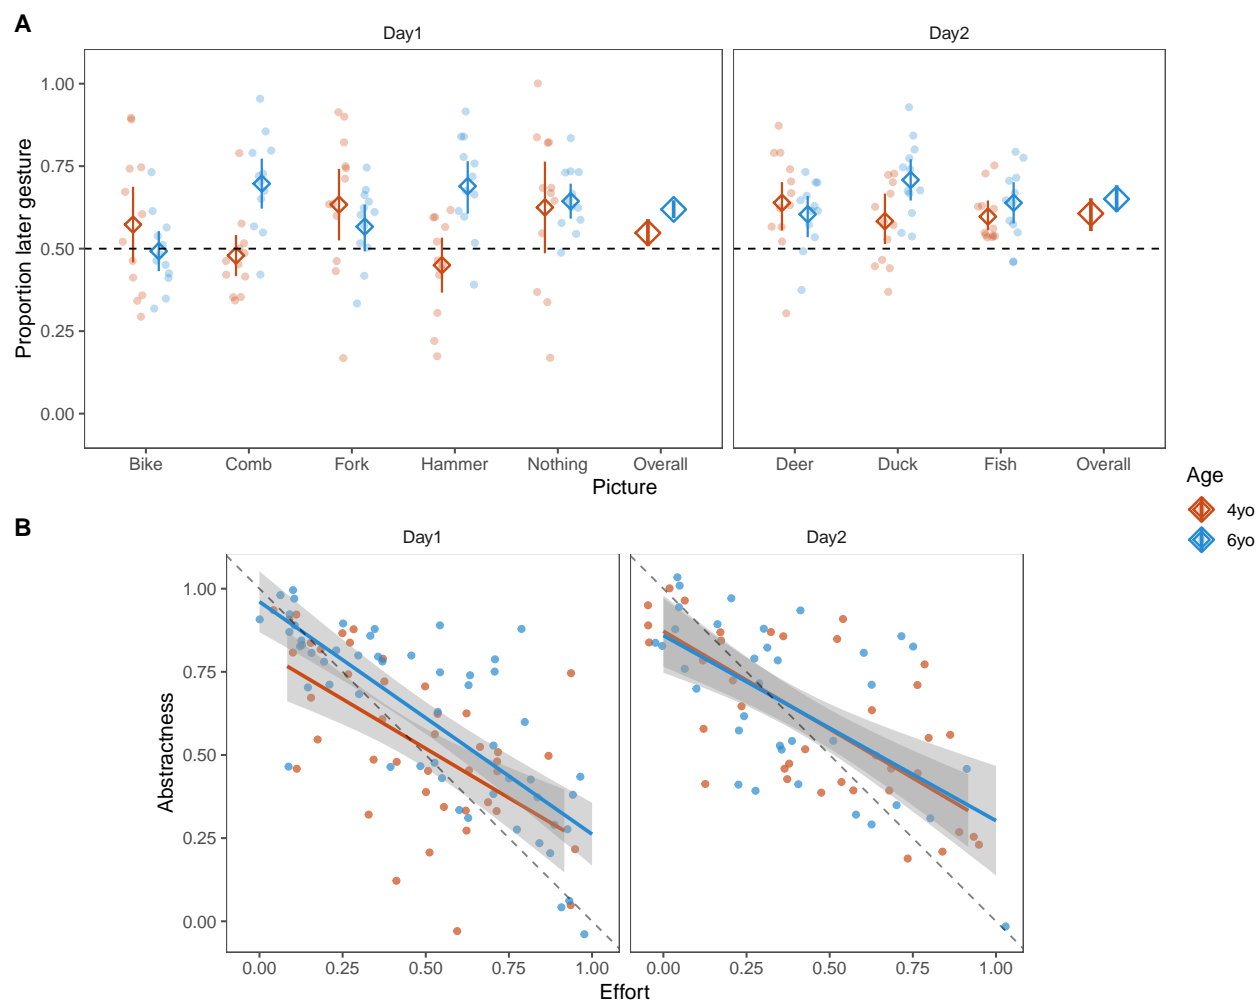 A
Day1 Day2
Proportion later gesture
1.00
0.75
0.50
0.25
0.00
Bike Comb Fork Hammer Nothing Overall Deer Duck Fish Overall
Picture
Age
4yo
6yo
B
Day1 Day2
Abstractness
1.00
0.75
0.50
0.25
0.00
0.00 0.25 0.50 0.75 1.00 0.00 0.25 0.50 0.75 1.00
Effort